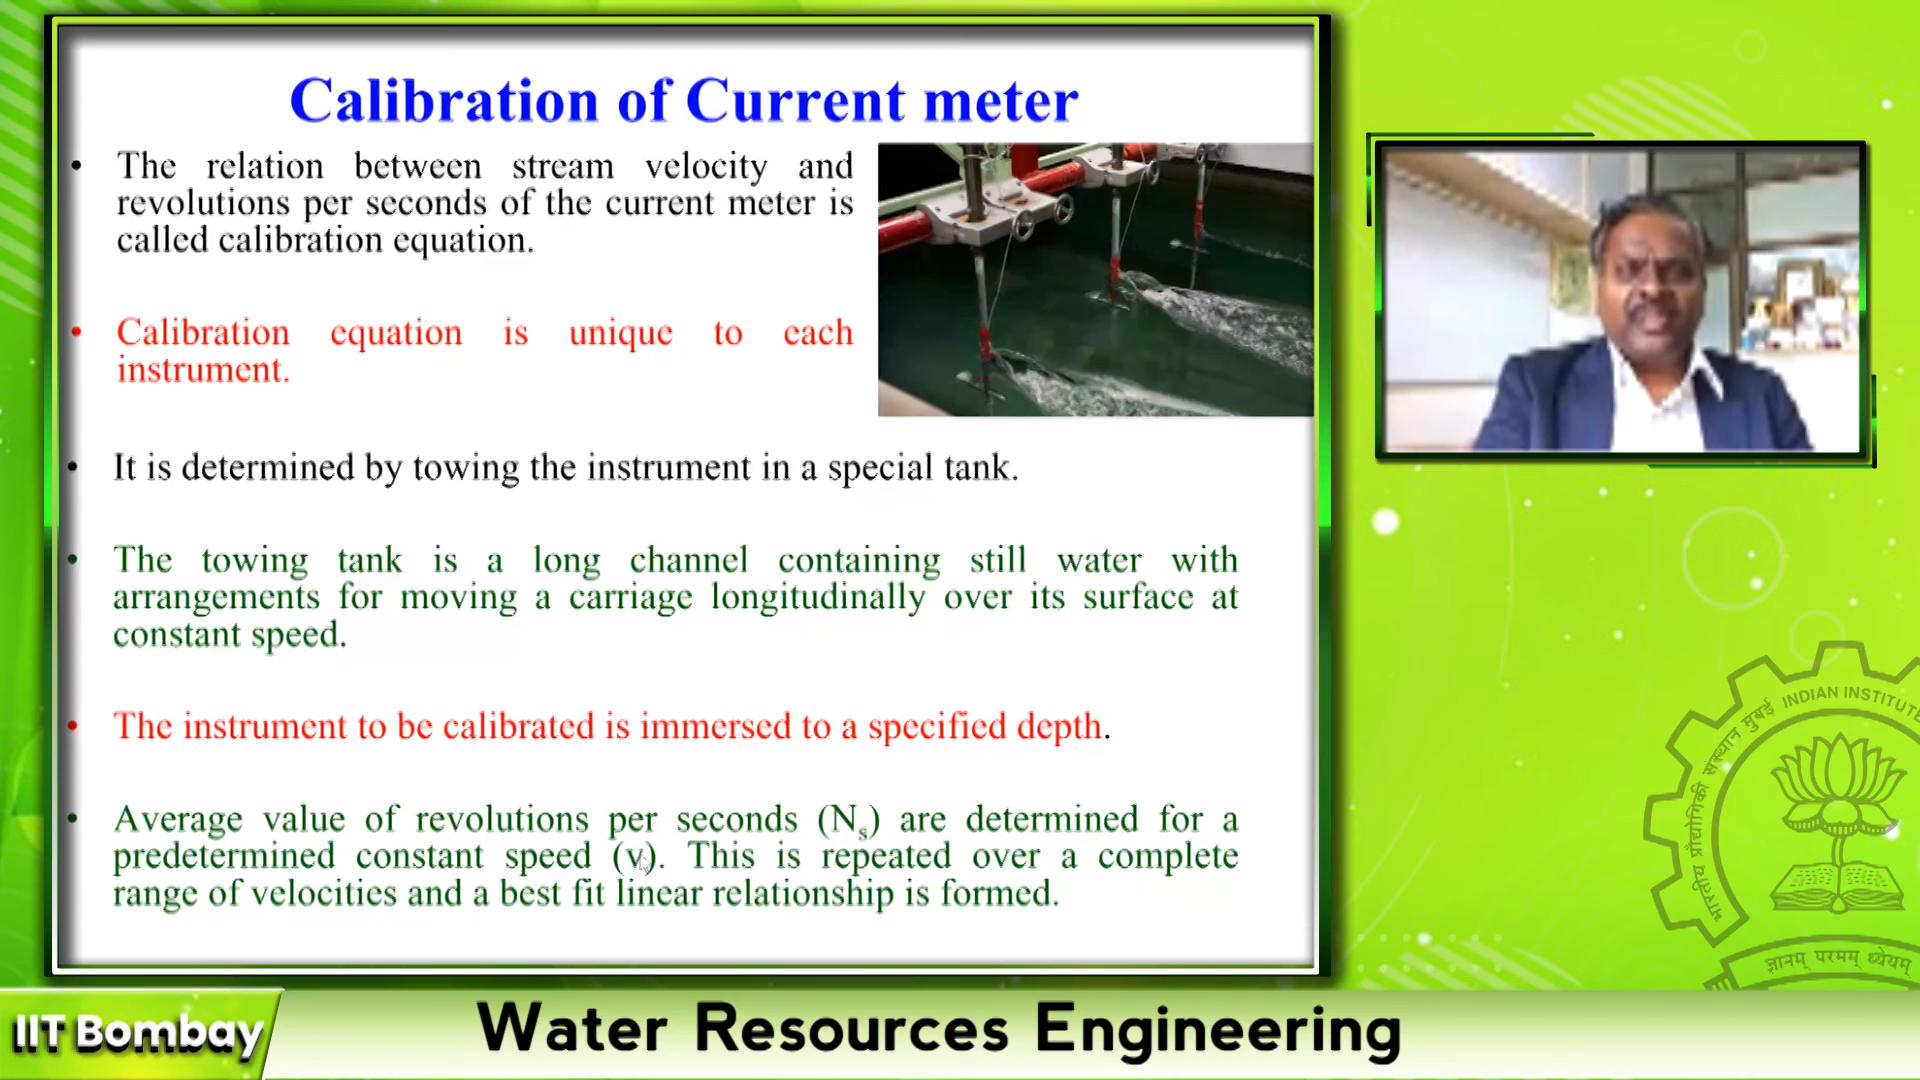 Calibration of Current meter
• The relation between stream velocity and
revolutions per seconds of the current meter is
called calibration equation.
• Calibration equation is unique to each
instrument.
• It is determined by towing the instrument in a special tank.
• The towing tank is a long channel containing still water with
arrangements for moving a carriage longitudinally over its surface at
constant speed.
• The instrument to be calibrated is immersed to a specified depth.
• Average value of revolutions per seconds (Ns) are determined for a
predetermined constant speed (v). This is repeated over a complete
range of velocities and a best fit linear relationship is formed.
भारतीय प्रौद्योगिकी संस्थान मुंबई INDIAN INSTITUTE
ज्ञानम् परमम् ध्येयम्
IIT Bombay
Water Resources Engineering